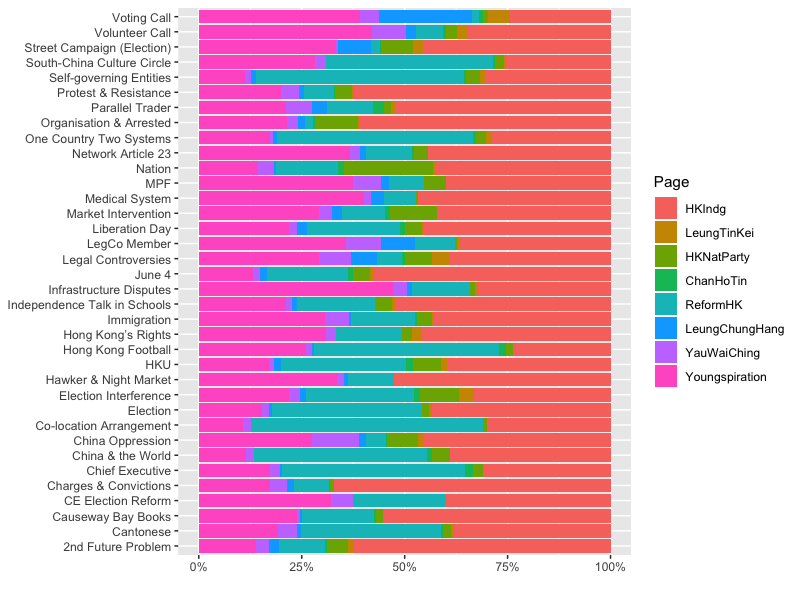 Voting Call
Volunteer Call
Street Campaign (Election)
South-China Culture Circle
Self-governing Entities
Protest & Resistance
Parallel Trader
Organisation & Arrested
One Country Two Systems
Network Article 23
Nation
MPF
Medical System
Market Intervention
Liberation Day
LegCo Member
Legal Controversies
June 4
Infrastructure Disputes
Independence Talk in Schools
Immigration
Hong Kong's Rights
Hong Kong Football
HKU
Hawker & Night Market
Election Interference
Election
Co-location Arrangement
China Oppression
China & the World
Chief Executive
Charges & Convictions
CE Election Reform
Causeway Bay Books
Cantonese
2nd Future Problem
0%
25%
50%
75%
100%
Page
HKIndg
LeungTinKei
HKNatParty
ChanHoTin
ReformHK
LeungChungHang
YauWaiChing
Youngspiration